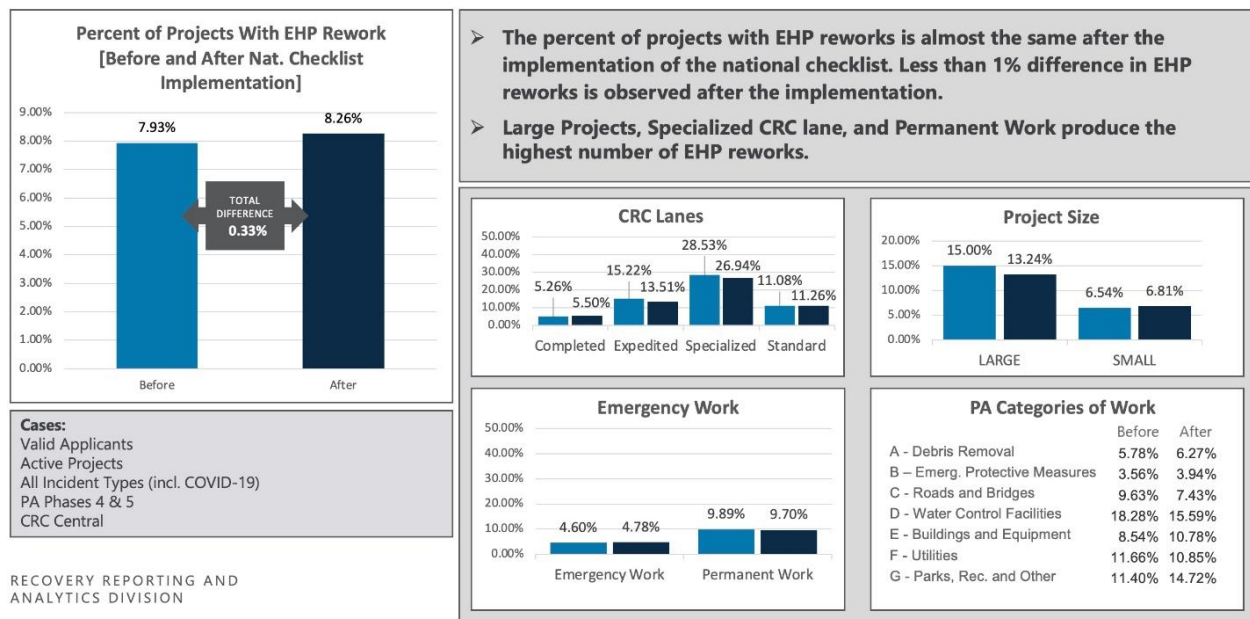 Percent of Projects With EHP Rework
[Before and After Nat. Checklist
Implementation]
9.00%
8.00%
7.00%
6.00%
5.00%
4.00%
3.00%
2.00%
1.00%
0.00%
7.93%
8.26%
TOTAL
DIFFERENCE
0.33%
Before
After
Cases:
Valid Applicants
Active Projects
All Incident Types (incl. COVID-19)
PA Phases 4 & 5
CRC Central
RECOVERY REPORTING AND
ANALYTICS DIVISION
➢ The percent of projects with EHP reworks is almost the same after the
implementation of the national checklist. Less than 1% difference in EHP
reworks is observed after the implementation.
➢ Large Projects, Specialized CRC lane, and Permanent Work produce the
highest number of EHP reworks.
CRC Lanes
50.00%
40.00%
30.00%
20.00%
10.00%
0.00%
5.26%
5.50%
15.22%
13.51%
28.53%
26.94%
11.08%
11.26%
Completed Expedited Specialized Standard
Project Size
20.00%
15.00%
10.00%
5.00%
0.00%
15.00%
13.24%
6.54%
6.81%
LARGE
SMALL
Emergency Work
50.00%
40.00%
30.00%
20.00%
10.00%
0.00%
4.60%
4.78%
9.89%
9.70%
Emergency Work
Permanent Work
PA Categories of Work
Before After
A - Debris Removal 5.78% 6.27%
B – Emerg. Protective Measures 3.56% 3.94%
C - Roads and Bridges 9.63% 7.43%
D - Water Control Facilities 18.28% 15.59%
E - Buildings and Equipment 8.54% 10.78%
F - Utilities 11.66% 10.85%
G - Parks, Rec. and Other 11.40% 14.72%